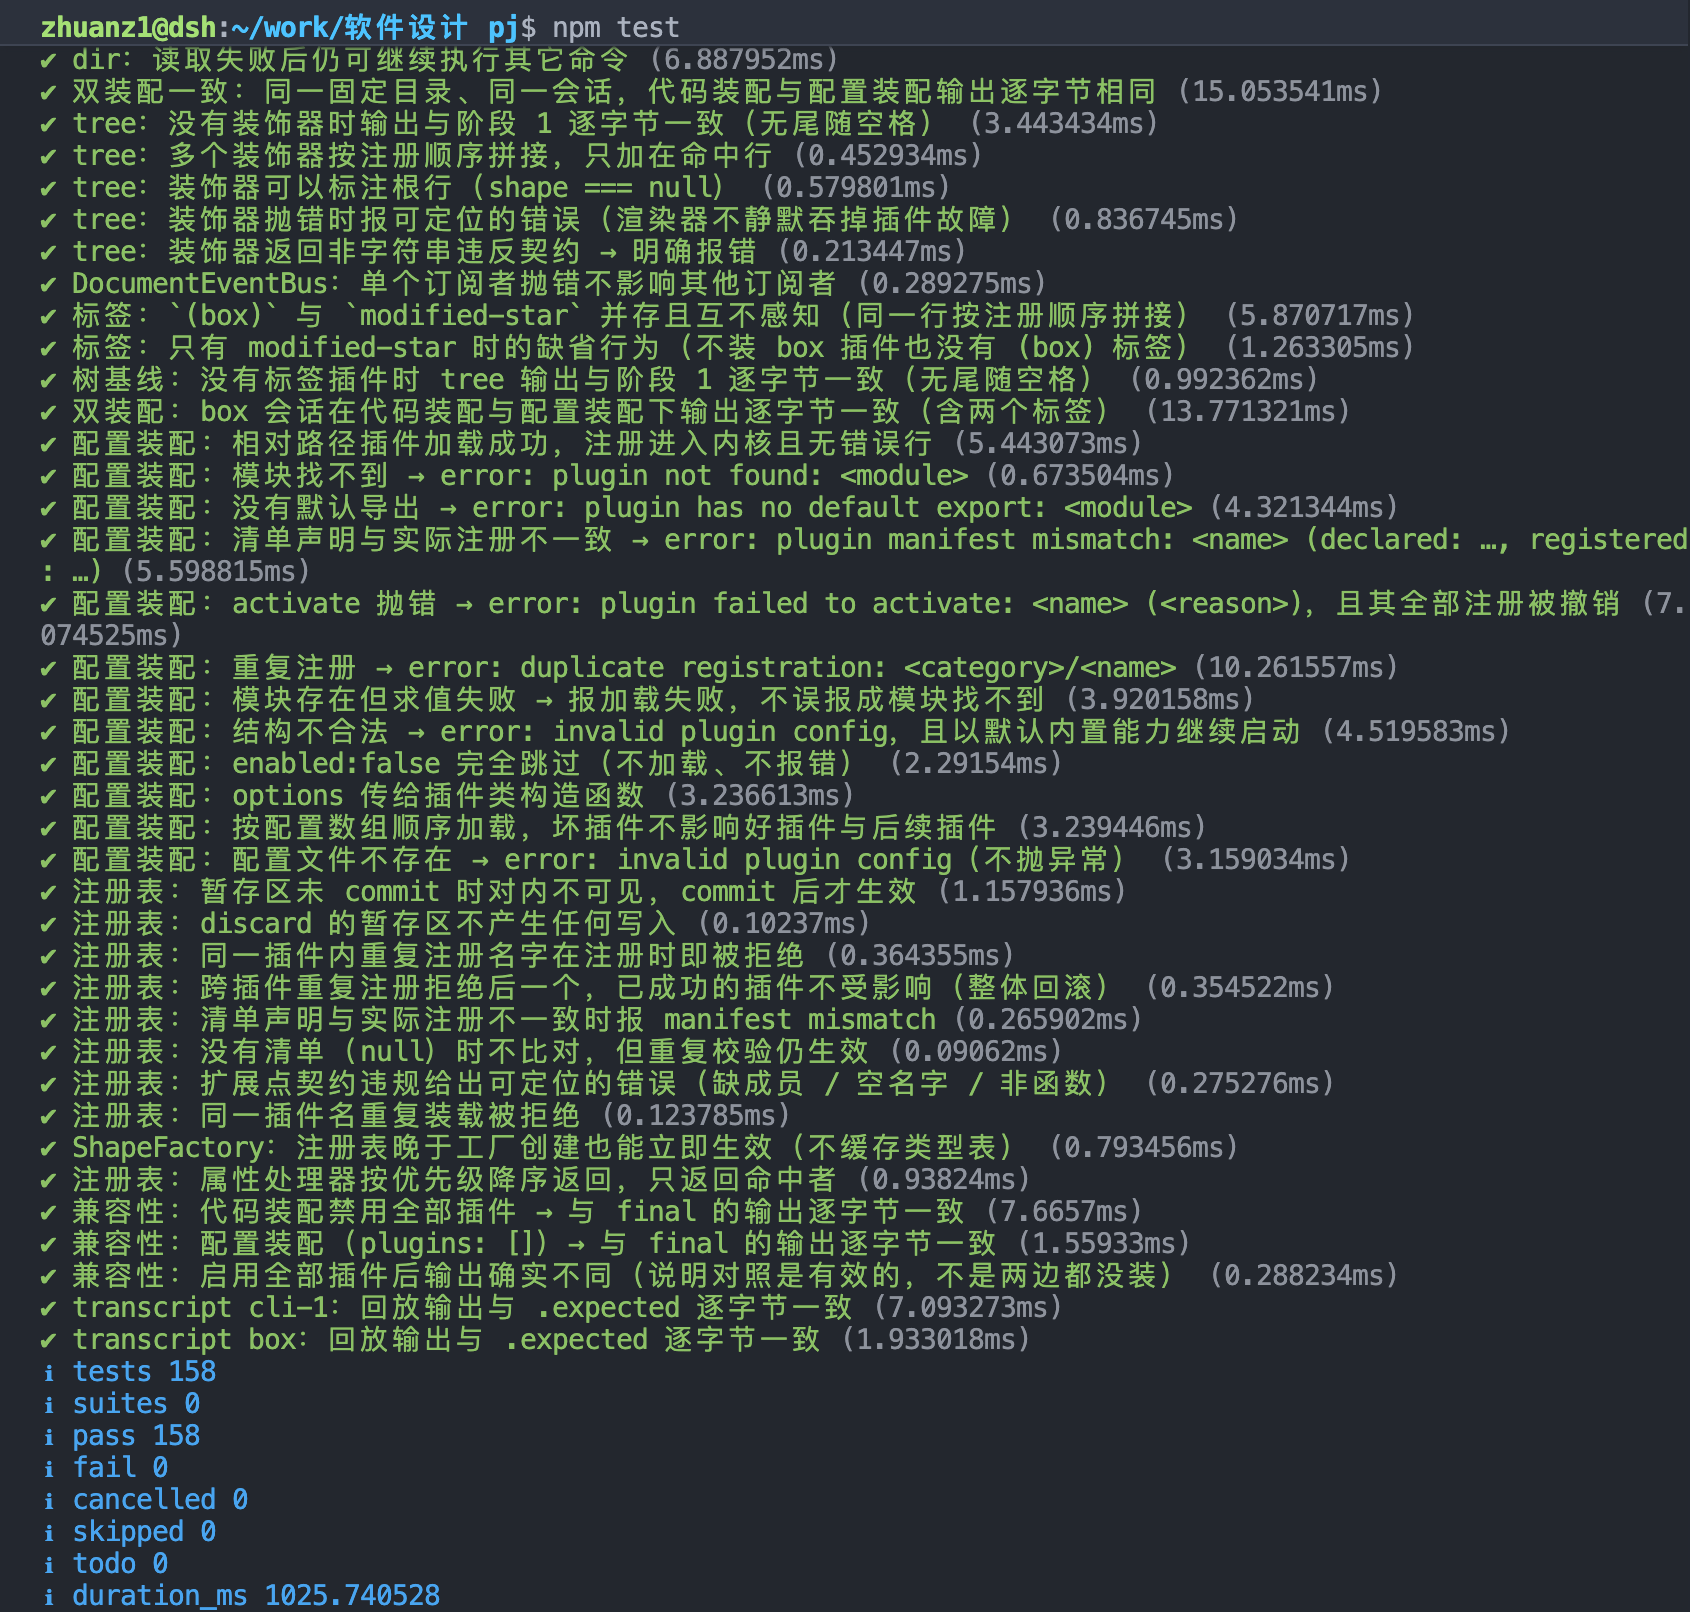 zhuanz1@dsh:~/work/软件设计 pj$ npm test
✔ dir: 读取失败后仍可继续执行其它命令 (6.887952ms)
✔ 双装配一致: 同一固定目录、同一会话, 代码装配与配置装配输出逐字节相同 (15.053541ms)
✔ tree: 没有装饰器时输出与阶段 1 逐字节一致 (无尾随空格) (3.443434ms)
✔ tree: 多个装饰器按注册顺序拼接, 只加在命中行 (0.452934ms)
✔ tree: 装饰器可以标注根行 (shape === null) (0.579801ms)
✔ tree: 装饰器抛错时报可定位的错误 (渲染器不静默吞掉插件故障) (0.836745ms)
✔ tree: 装饰器返回非字符串违反契约 → 明确报错 (0.213447ms)
✔ DocumentEventBus: 单个订阅者抛错不影响其他订阅者 (0.289275ms)
✔ 标签: `(box)` 与 `modified-star` 并存且互不感知 (同一行按注册顺序拼接) (5.870717ms)
✔ 标签: 只有 modified-star 时的缺省行为 (不装 box 插件也没有 (box) 标签) (1.263305ms)
✔ 树基线: 没有标签插件时 tree 输出与阶段 1 逐字节一致 (无尾随空格) (0.992362ms)
✔ 双装配: box 会话在代码装配与配置装配下输出逐字节一致 (含两个标签) (13.771321ms)
✔ 配置装配: 相对路径插件加载成功, 注册进入内核且无错误行 (5.443073ms)
✔ 配置装配: 模块找不到 → error: plugin not found: <module> (0.673504ms)
✔ 配置装配: 没有默认导出 → error: plugin has no default export: <module> (4.321344ms)
✔ 配置装配: 清单声明与实际注册不一致 → error: plugin manifest mismatch: <name> (declared: …, registered
: …) (5.598815ms)
✔ 配置装配: activate 抛错 → error: plugin failed to activate: <name> (<reason>), 且其全部注册被撤销 (7.
074525ms)
✔ 配置装配: 重复注册 → error: duplicate registration: <category>/<name> (10.261557ms)
✔ 配置装配: 模块存在但求值失败 → 报加载失败, 不误报成模块找不到 (3.920158ms)
✔ 配置装配: 结构不合法 → error: invalid plugin config, 且以默认内置能力继续启动 (4.519583ms)
✔ 配置装配: enabled:false 完全跳过 (不加载、不报错) (2.29154ms)
✔ 配置装配: options 传给插件类构造函数 (3.236613ms)
✔ 配置装配: 按配置数组顺序加载, 坏插件不影响好插件与后续插件 (3.239446ms)
✔ 配置装配: 配置文件不存在 → error: invalid plugin config (不抛异常) (3.159034ms)
✔ 注册表: 暂存区未 commit 时对内不可见, commit 后才生效 (1.157936ms)
✔ 注册表: discard 的暂存区不产生任何写入 (0.10237ms)
✔ 注册表: 同一插件内重复注册名字在注册时即被拒绝 (0.364355ms)
✔ 注册表: 跨插件重复注册拒绝后一个, 已成功的插件不受影响 (整体回滚) (0.354522ms)
✔ 注册表: 清单声明与实际注册不一致时报 manifest mismatch (0.265902ms)
✔ 注册表: 没有清单 (null) 时不比对, 但重复校验仍生效 (0.09062ms)
✔ 注册表: 扩展点契约违规给出可定位的错误 (缺成员 / 空名字 / 非函数) (0.275276ms)
✔ 注册表: 同一插件名重复装载被拒绝 (0.123785ms)
✔ ShapeFactory: 注册表晚于工厂创建也能立即生效 (不缓存类型表) (0.793456ms)
✔ 注册表: 属性处理器按优先级降序返回, 只返回命中者 (0.93824ms)
✔ 兼容性: 代码装配禁用全部插件 → 与 final 的输出逐字节一致 (7.6657ms)
✔ 兼容性: 配置装配 (plugins: []) → 与 final 的输出逐字节一致 (1.55933ms)
✔ 兼容性: 启用全部插件后输出确实不同 (说明对照是有效的, 不是两边都没装) (0.288234ms)
✔ transcript cli-1: 回放输出与 .expected 逐字节一致 (7.093273ms)
✔ transcript box: 回放输出与 .expected 逐字节一致 (1.933018ms)
ℹ tests 158
ℹ suites 0
ℹ pass 158
ℹ fail 0
ℹ cancelled 0
ℹ skipped 0
ℹ todo 0
ℹ duration_ms 1025.740528